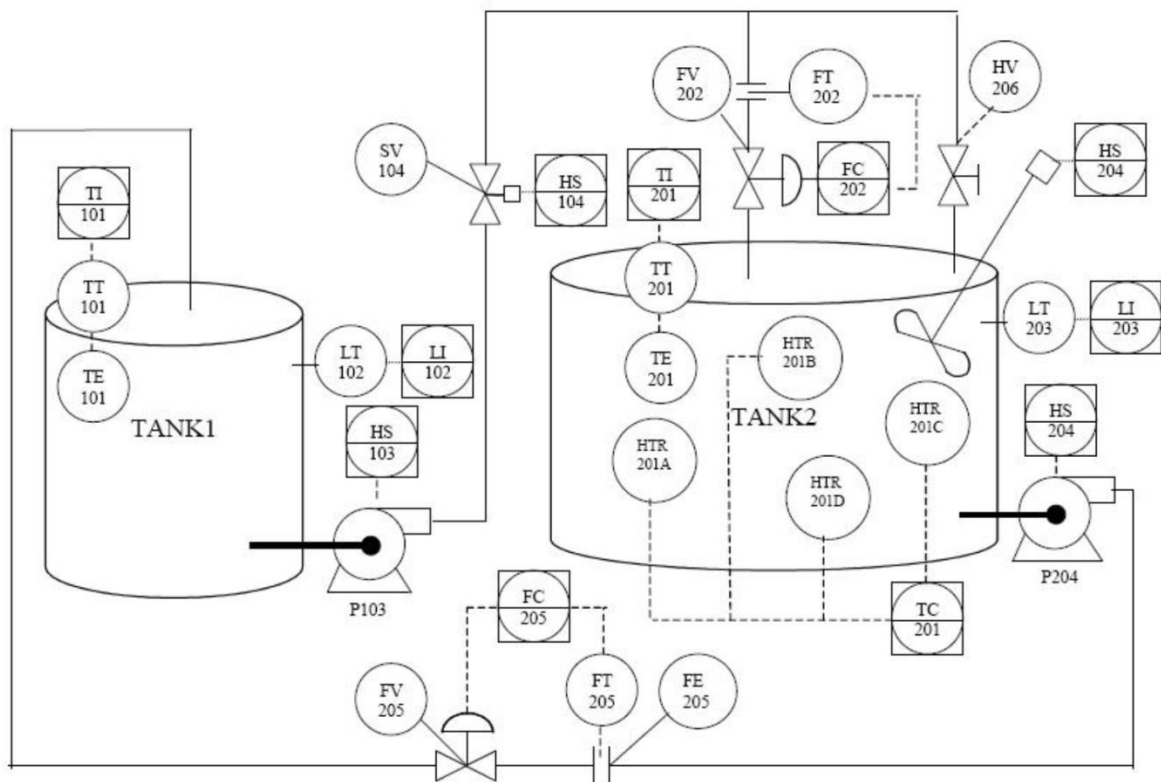 FV
202
FT
202
HV
206
SV
104
HS
104
TI
201
FC
202
HS
204
TI
101
TT
101
TE
101
TT
201
TE
201
LT
102
LI
102
LT
203
LI
203
HTR
201B
TANK1
TANK2
HTR
201C
HS
204
HS
103
HTR
201A
HTR
201D
P103
P204
FC
205
TC
201
FV
205
FT
205
FE
205